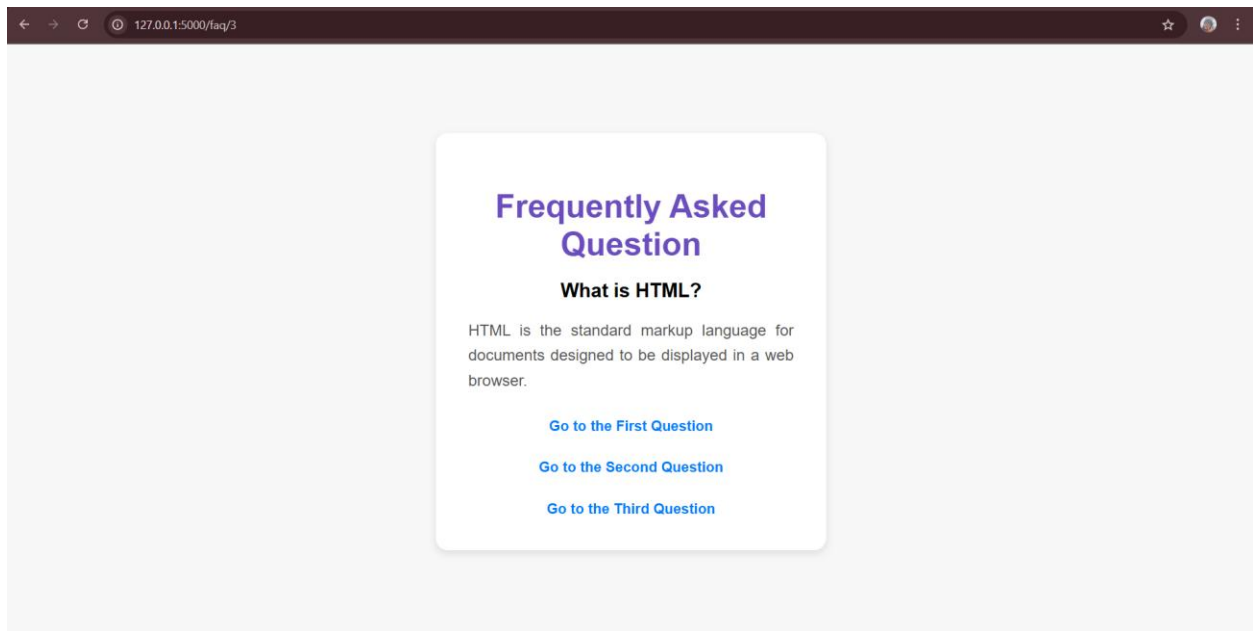 127.0.0.1:5000/faq/3
Frequently Asked
Question
What is HTML?
HTML is the standard markup language for
documents designed to be displayed in a web
browser.
Go to the First Question
Go to the Second Question
Go to the Third Question